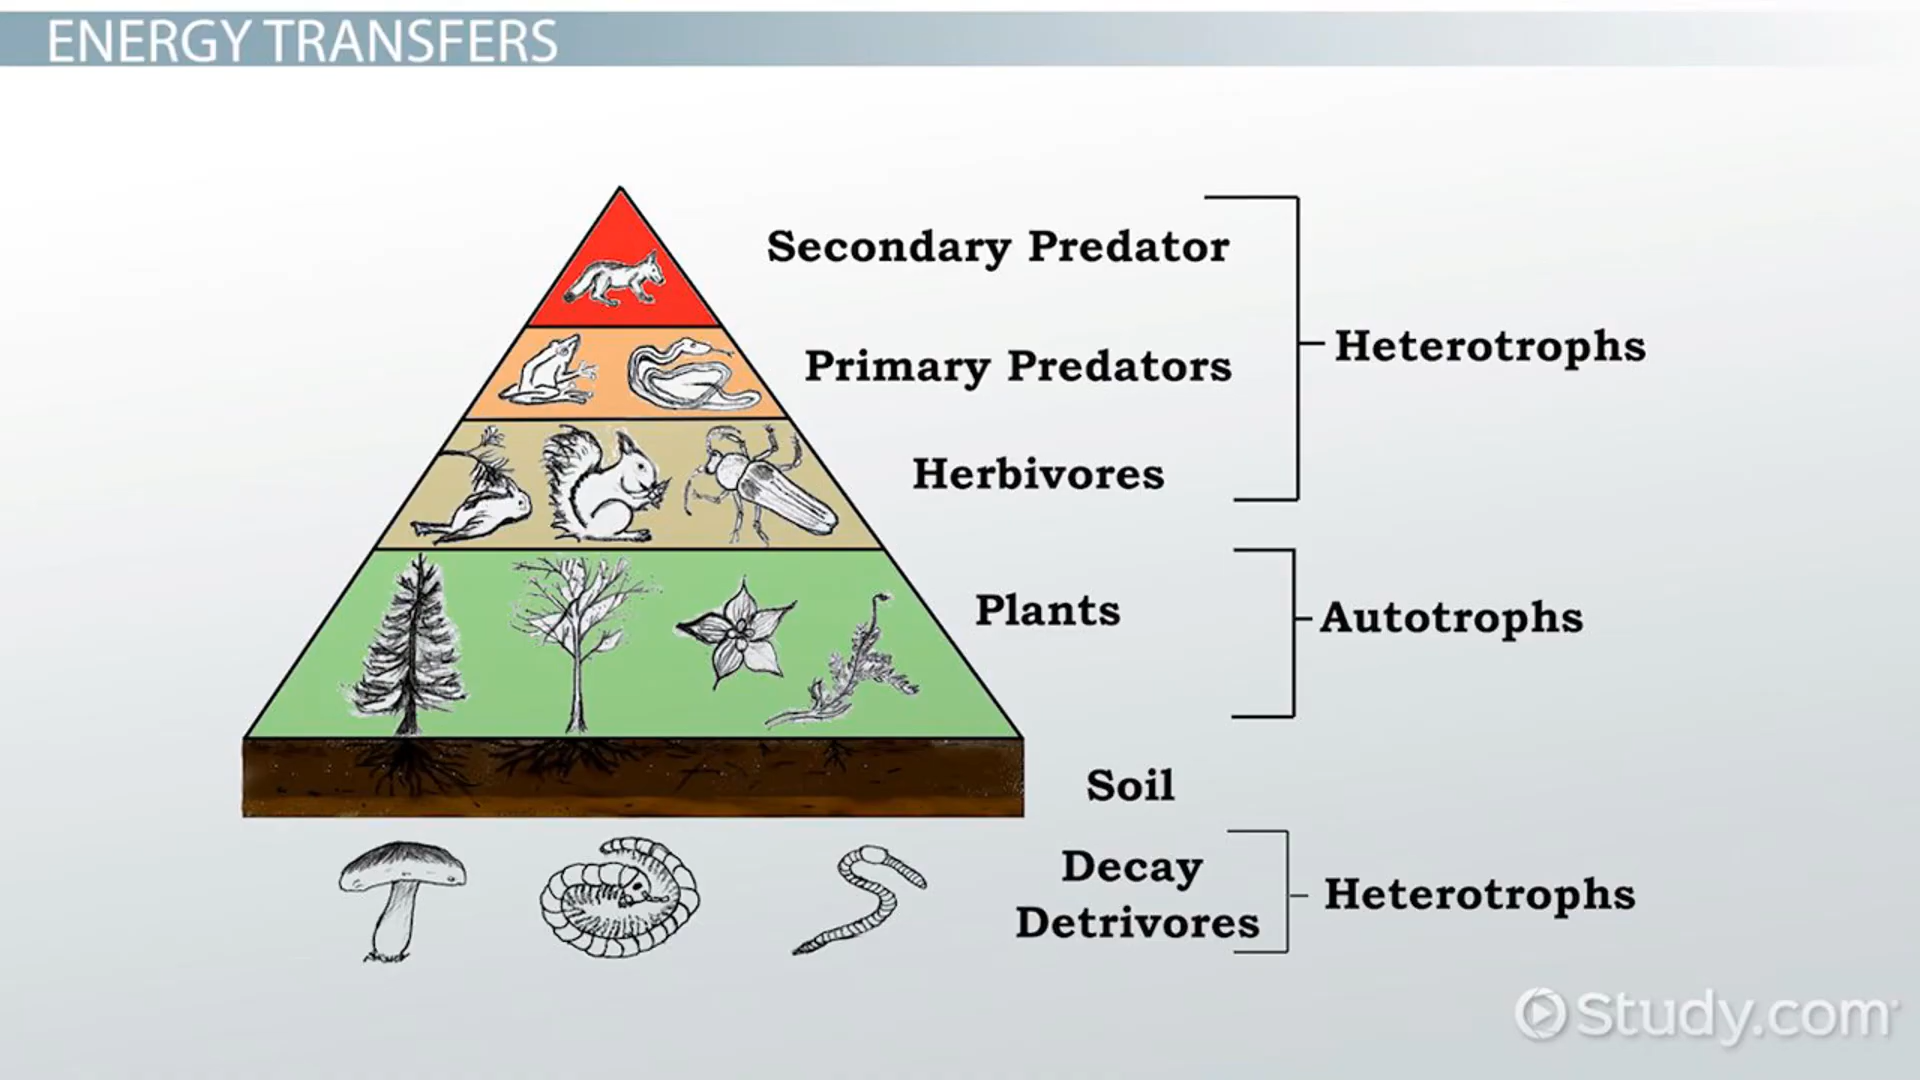 ENERGY TRANSFERS
Secondary Predator
Primary Predators
Heterotrophs
Herbivores
Plants
Autotrophs
Soil
Decay
Detrivores
Heterotrophs
Study.com